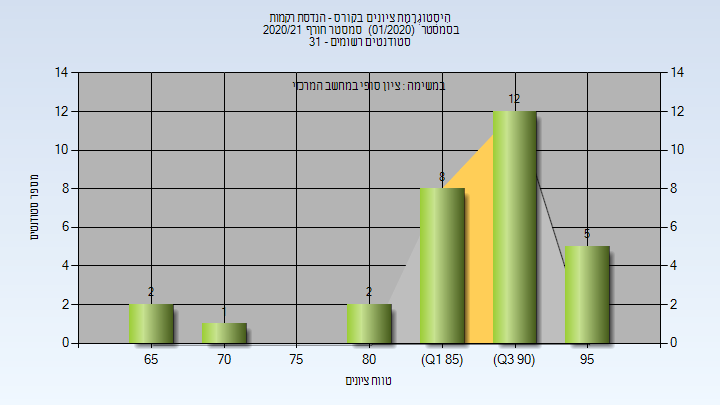 היסטוגרמת ציונים בקורס - הנדסת רקמות
בסמסטר (01/2020) סמסטר חורף 2020/21
סטודנטים רשומים - 31
במשימה : ציון סופי במחשב המרכזי
14 14
12 12
10 10
8 8
6 6
4 4
2 2
0 0
2 1 2 8 12 5
מספר סטודנטים
65 70 75 80 (Q1 85) (Q3 90) 95
טווח ציונים